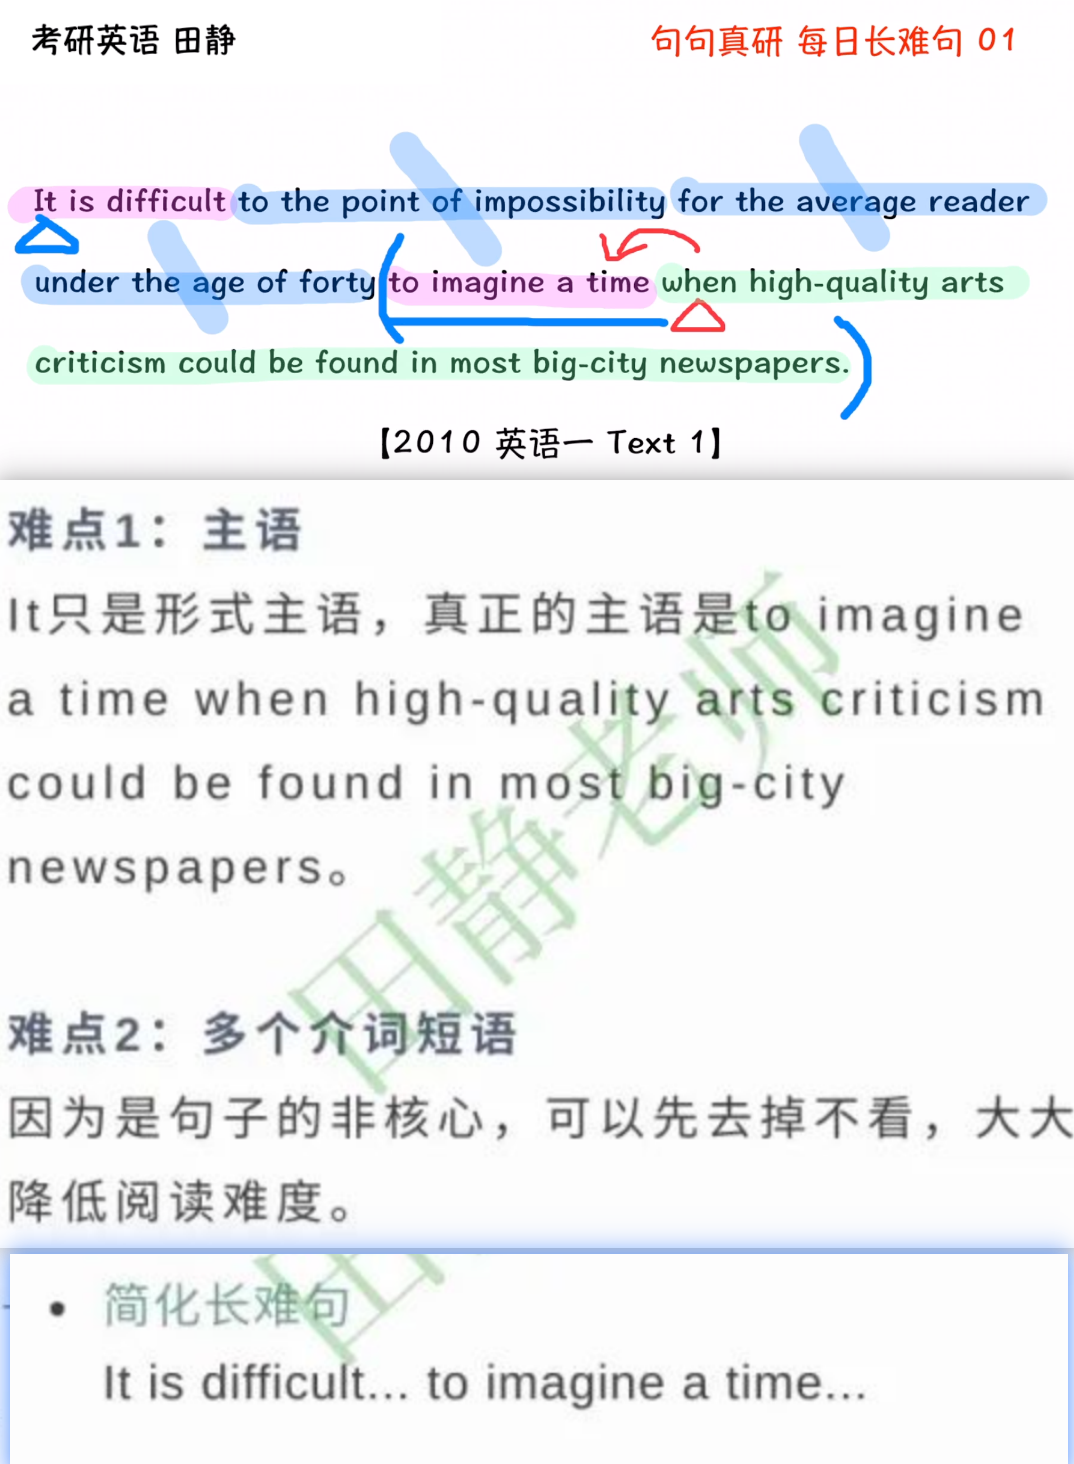 考研英语 田静
句句真研 每日长难句 01
It is difficult to the point of impossibility for the average reader
under the age of forty to imagine a time when high-quality arts
criticism could be found in most big-city newspapers.
【2010 英语一 Text 1】
难点1：主语
It只是形式主语，真正的主语是to imagine
a time when high-quality arts criticism
could be found in most big-city
newspapers。
田静老师
难点2：多个介词短语
因为是句子的非核心，可以先去掉不看，大大
降低阅读难度。
简化长难句
It is difficult... to imagine a time...